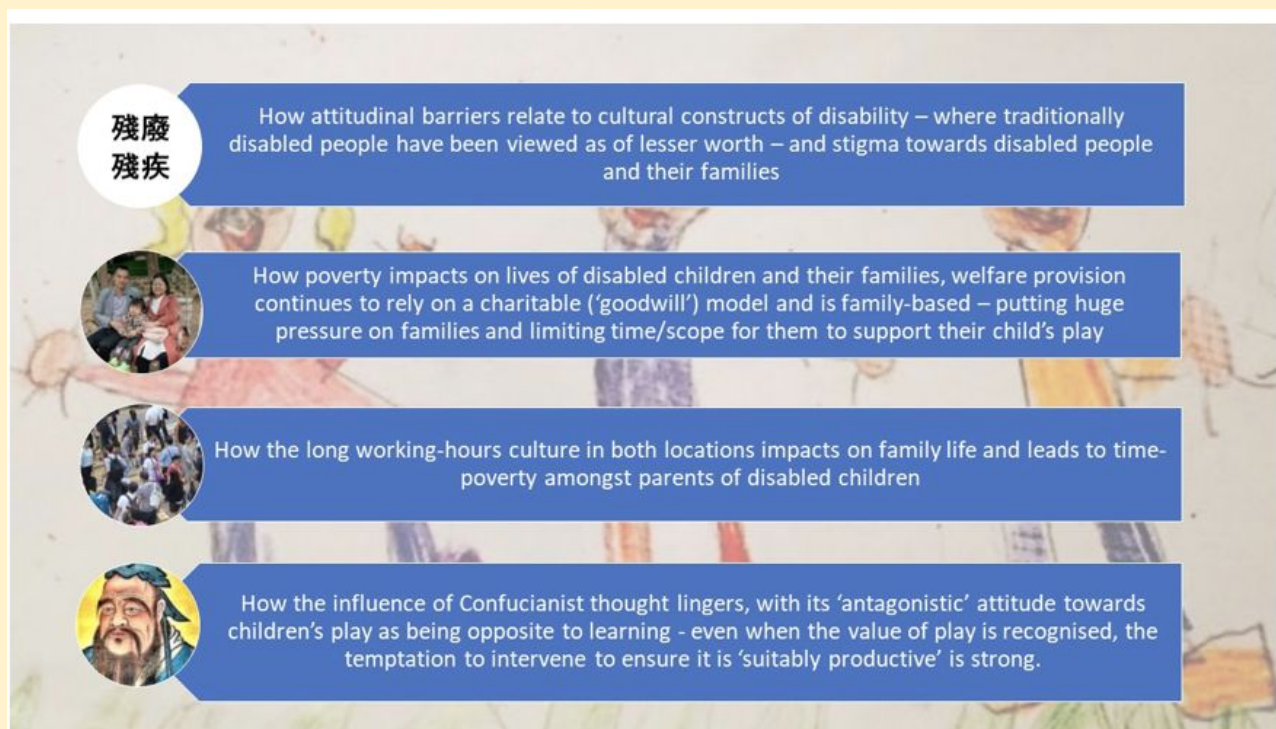 殘廢
殘疾
How attitudinal barriers relate to cultural constructs of disability – where traditionally
disabled people have been viewed as of lesser worth – and stigma towards disabled people
and their families
How poverty impacts on lives of disabled children and their families, welfare provision
continues to rely on a charitable (‘goodwill’) model and is family-based – putting huge
pressure on families and limiting time/scope for them to support their child’s play
How the long working-hours culture in both locations impacts on family life and leads to time-
poverty amongst parents of disabled children
How the influence of Confucianist thought lingers, with its ‘antagonistic’ attitude towards
children’s play as being opposite to learning - even when the value of play is recognised, the
temptation to intervene to ensure it is ‘suitably productive’ is strong.